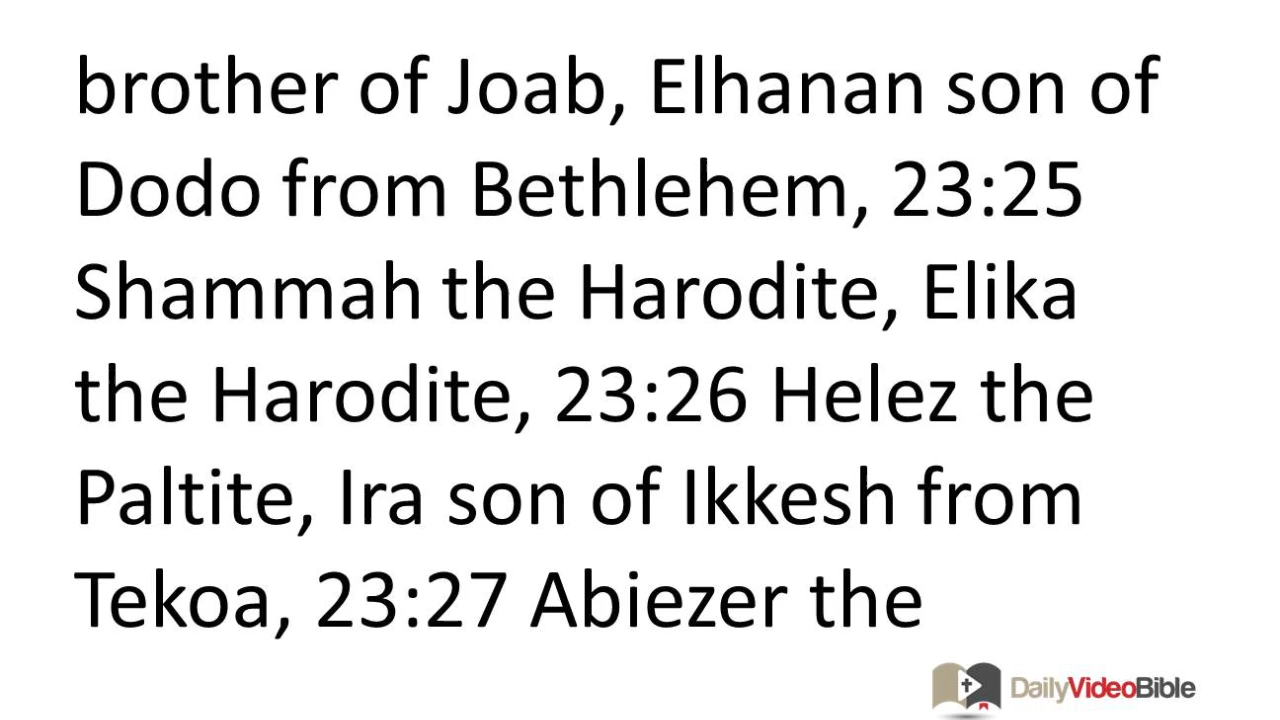 brother of Joab, Elhanan son of
Dodo from Bethlehem, 23:25
Shammah the Harodite, Elika
the Harodite, 23:26 Helez the
Paltite, Ira son of Ikkesh from
Tekoa, 23:27 Abiezer the
DailyVideoBible